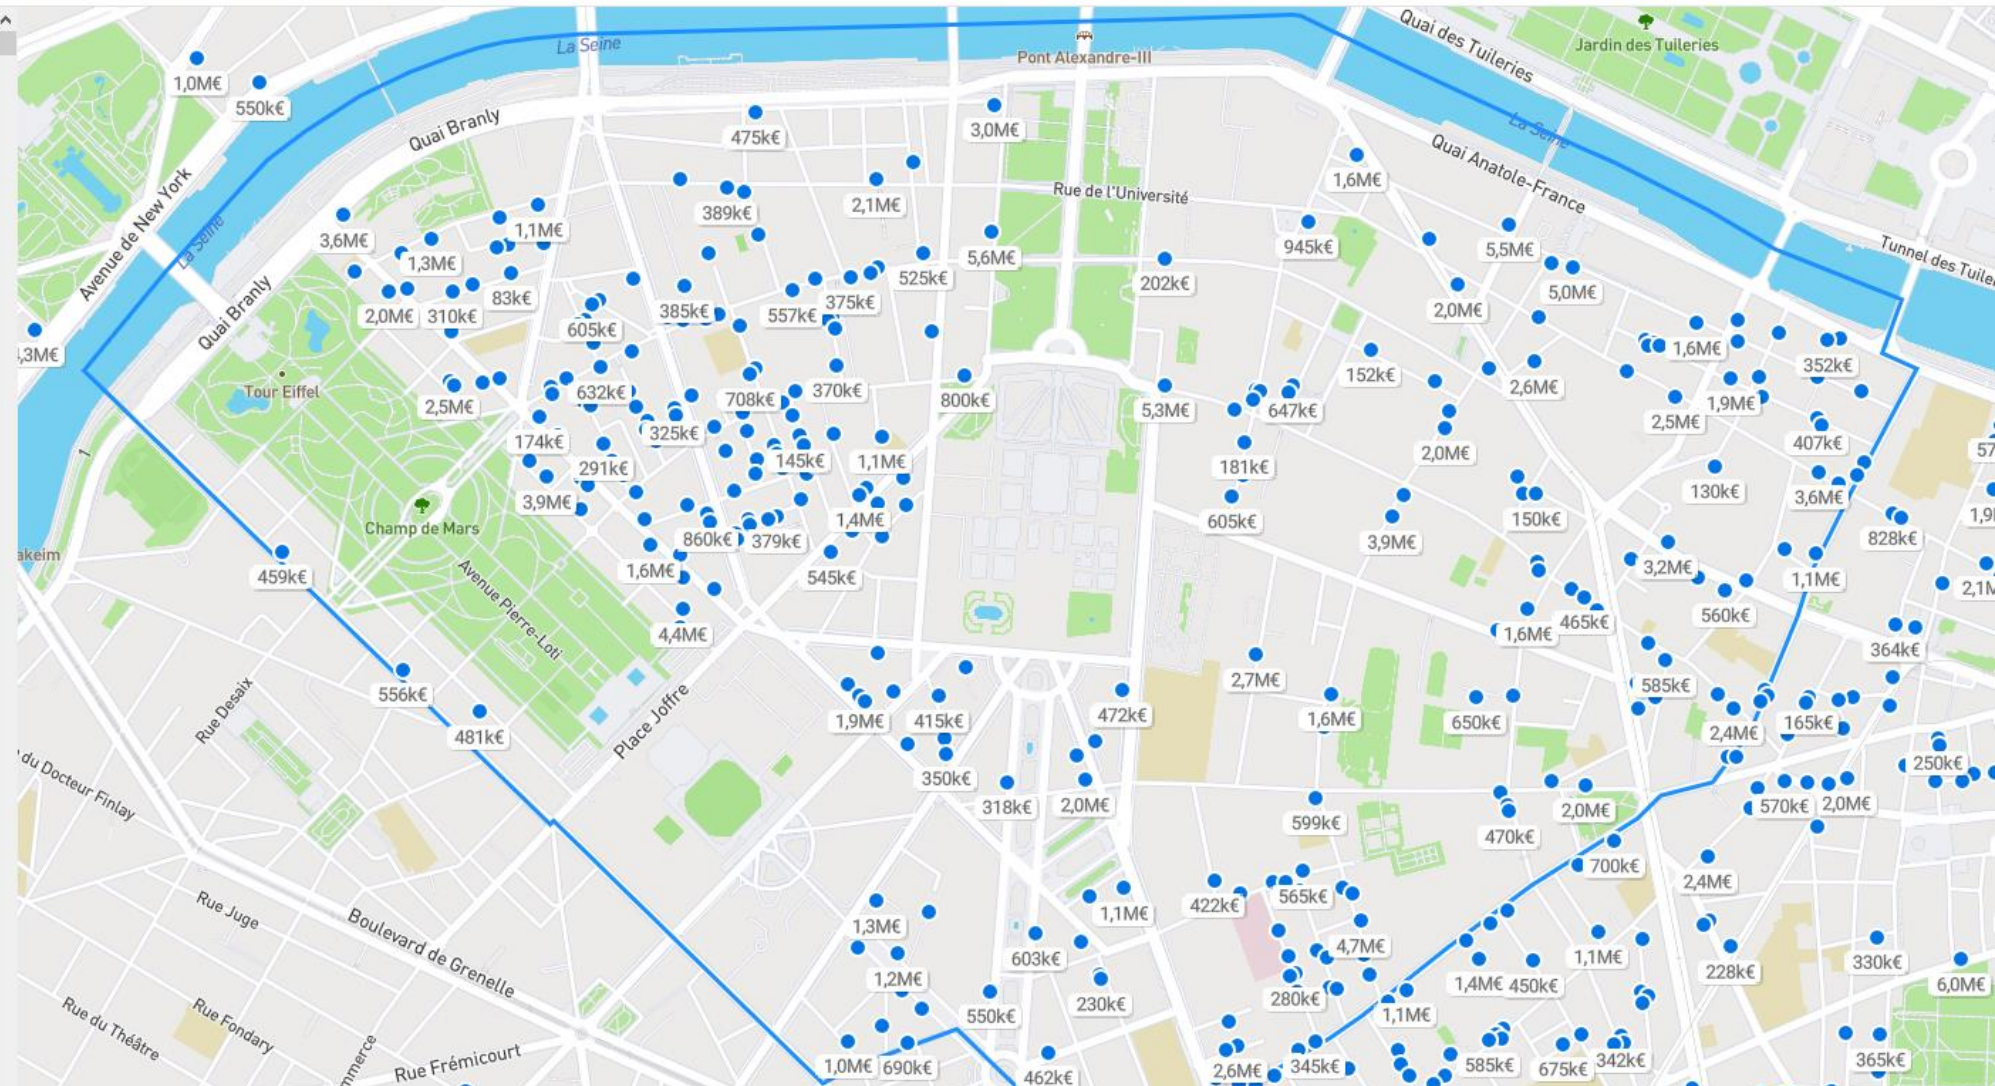 La Seine
Pont Alexandre-III
Quai des Tuileries
Jardin des Tuileries
1,0M€
550k€
Quai Branly
475k€
3,0M€
La Seine
Quai Anatole-France
1,6M€
Avenue de New York
389k€
2,1M€
Rue de l'Université
La Seine
3,6M€
1,1M€
945k€
5,5M€
Tunnel des Tuile
1,3M€
5,6M€
525k€
202k€
5,0M€
Quai Branly
2,0M€
310k€
83k€
385k€
557k€
375k€
2,0M€
605k€
,3M€
1,6M€
352k€
Tour Eiffel
2,5M€
632k€
708k€
370k€
800k€
152k€
2,6M€
5,3M€
647k€
2,5M€
1,9M€
174k€
325k€
407k€
57
291k€
145k€
1,1M€
181k€
2,0M€
130k€
3,9M€
3,6M€
Champ de Mars
860k€
379k€
1,4M€
605k€
150k€
1,9
828k€
akeim
459k€
1,6M€
545k€
3,9M€
3,2M€
1,1M€
2,1M
Avenue Pierre-Loti
4,4M€
1,6M€
465k€
560k€
364k€
556k€
2,7M€
585k€
Rue Desaix
481k€
Place Joffre
1,9M€
415k€
472k€
1,6M€
650k€
2,4M€
165k€
350k€
250k€
du Docteur Finlay
318k€
2,0M€
599k€
470k€
2,0M€
570k€
2,0M€
700k€
2,4M€
Rue Juge
1,3M€
1,1M€
422k€
565k€
Boulevard de Grenelle
603k€
4,7M€
1,1M€
228k€
330k€
1,2M€
230k€
280k€
1,4M€
450k€
6,0M€
Rue du Théâtre
Rue Fondary
550k€
1,1M€
mmerce
Rue Frémicourt
1,0M€
690k€
462k€
2,6M€
345k€
585k€
675k€
342k€
365k€